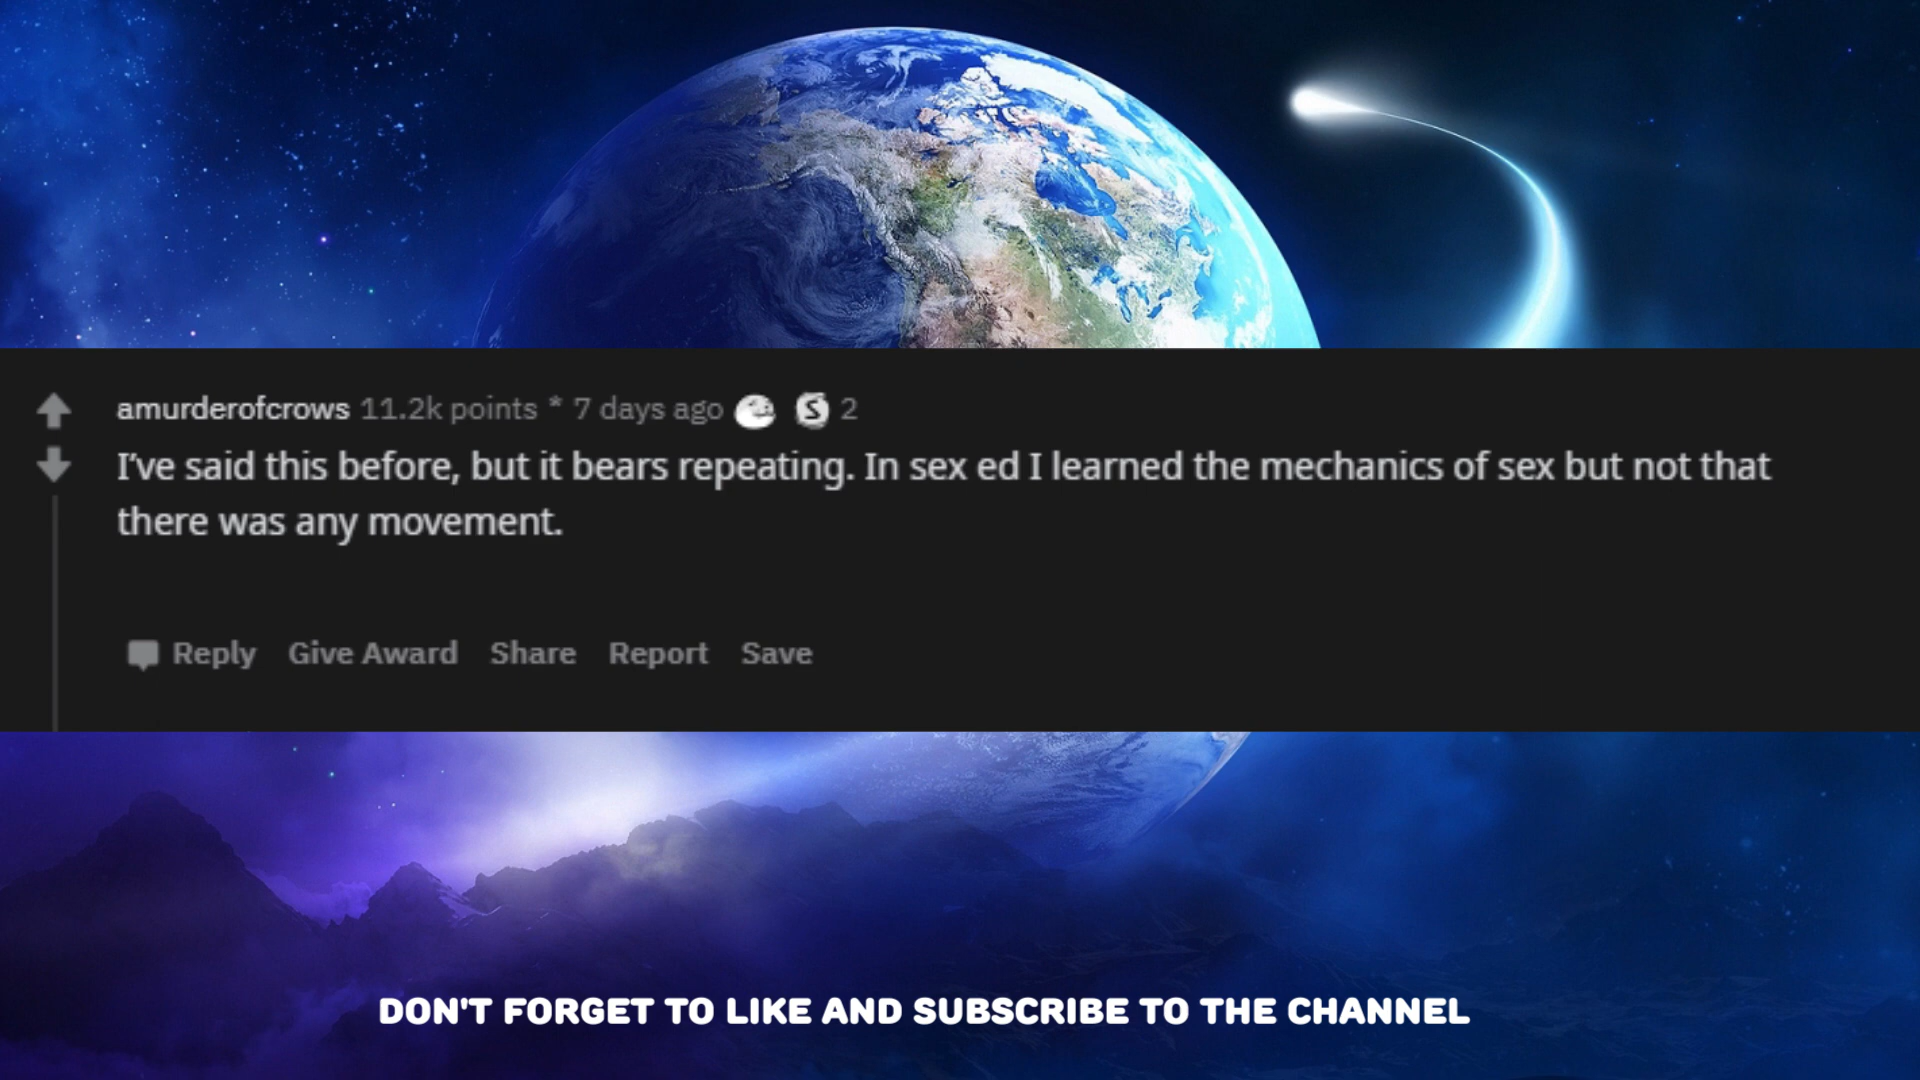 amurderofcrows 11.2k points * 7 days ago S 2
I've said this before, but it bears repeating. In sex ed I learned the mechanics of sex but not that
there was any movement.
Reply Give Award Share Report Save
DON'T FORGET TO LIKE AND SUBSCRIBE TO THE CHANNEL